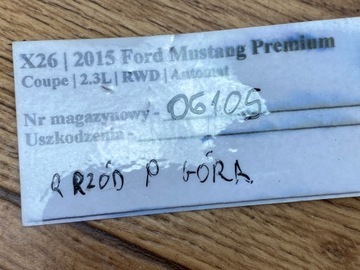 X26 | 2015 Ford Mustang Premium
Coupe | 2.3L | RWD | Automat
Nr magazynowy - 06105
Uszkodzenia -
PRZÓD P GÓRA